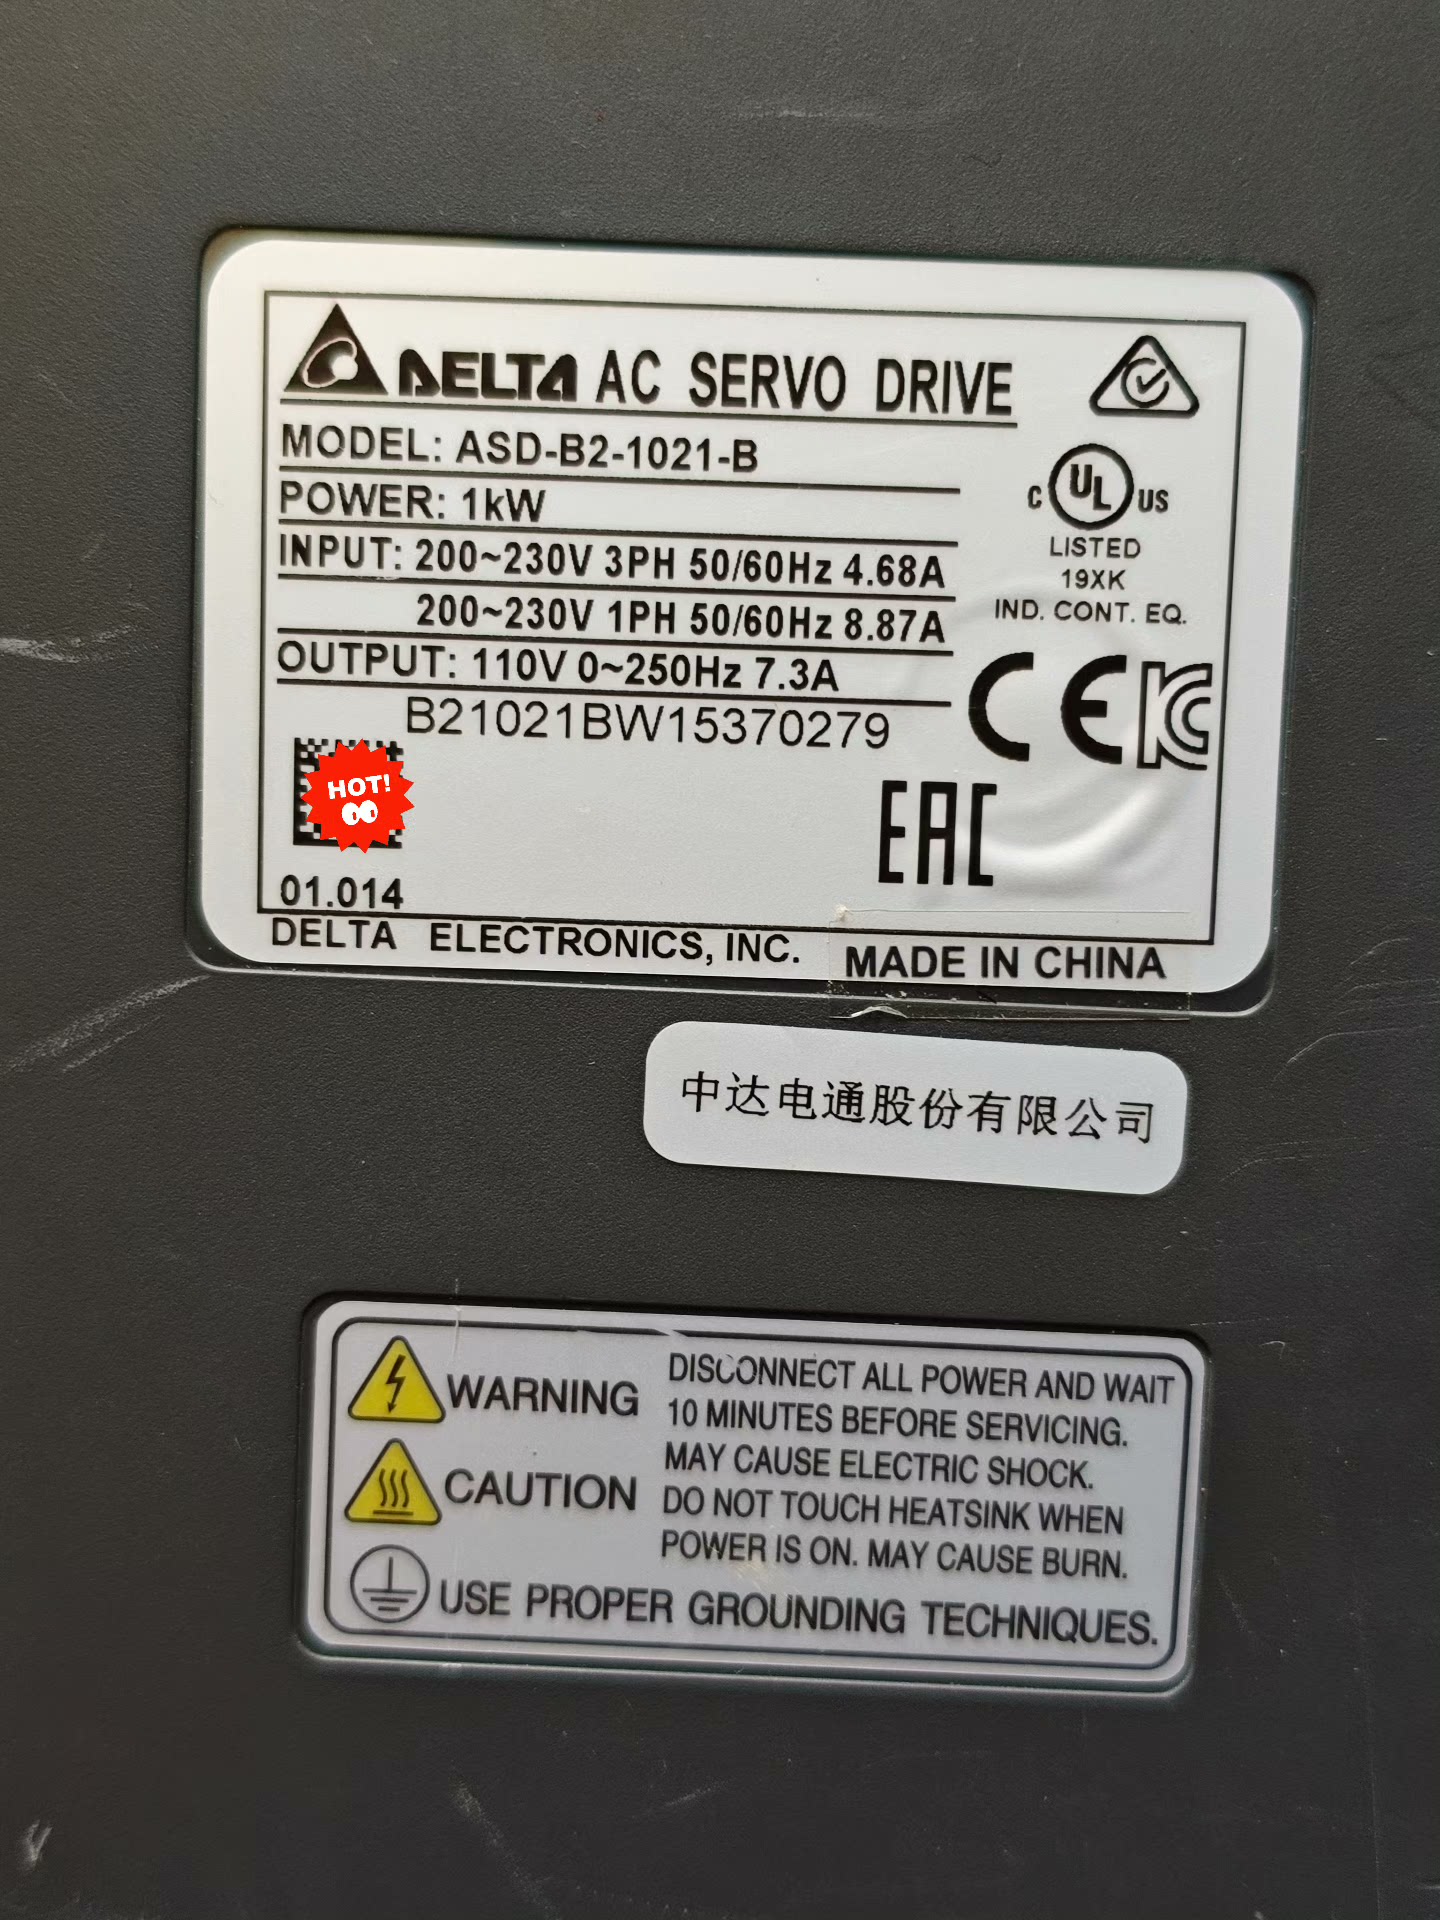 DELTA AC SERVO DRIVE
MODEL: ASD-B2-1021-B
POWER: 1kW
INPUT: 200~230V 3PH 50/60Hz 4.68A
200~230V 1PH 50/60Hz 8.87A
OUTPUT: 110V 0~250Hz 7.3A
B21021BW15370279
C UL US
LISTED
19XK
IND. CONT. EQ.
CE KC
EAC
HOT!
01.014
DELTA ELECTRONICS, INC. MADE IN CHINA
中达电通股份有限公司
WARNING
DISCONNECT ALL POWER AND WAIT
10 MINUTES BEFORE SERVICING.
MAY CAUSE ELECTRIC SHOCK.
CAUTION
DO NOT TOUCH HEATSINK WHEN
POWER IS ON. MAY CAUSE BURN.
USE PROPER GROUNDING TECHNIQUES.